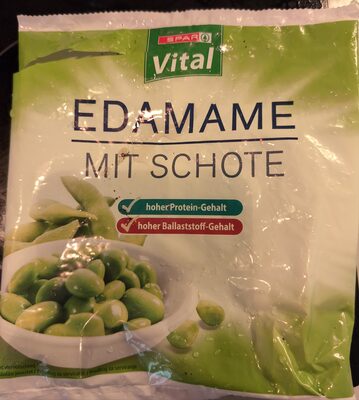 SPAR
Vital
EDAMAME
MIT SCHOTE
hoher Protein-Gehalt
hoher Ballaststoff-Gehalt